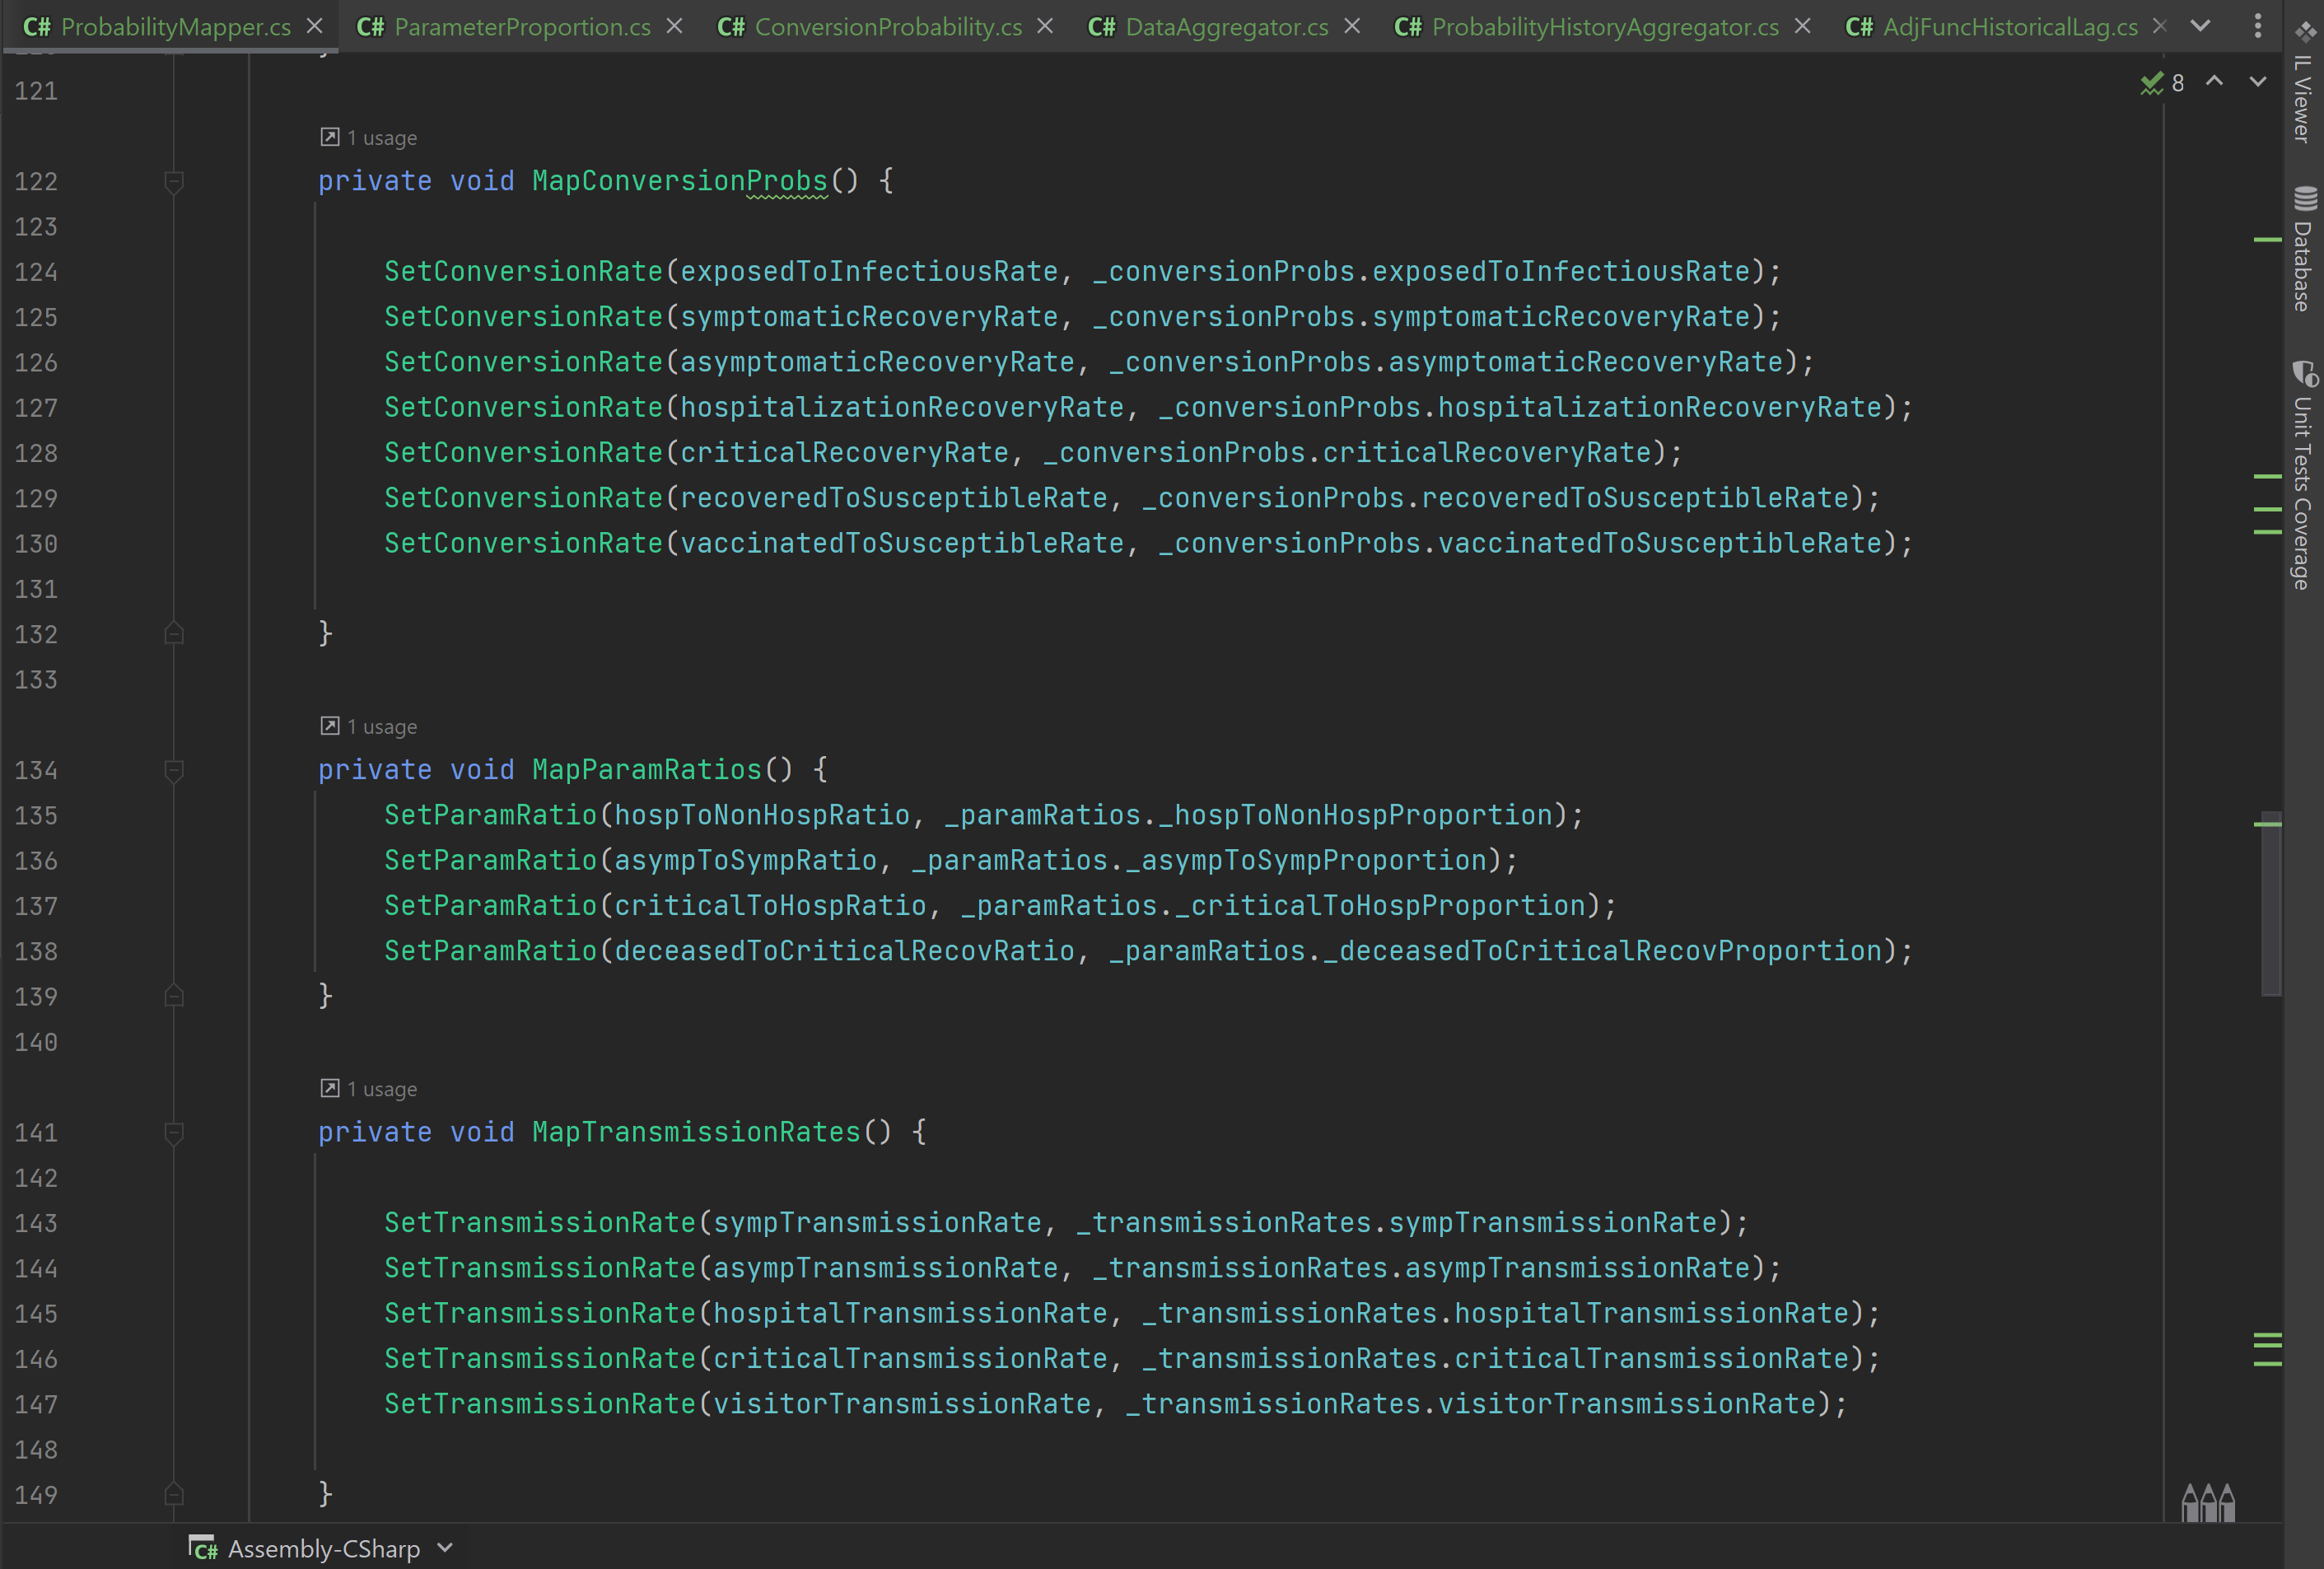 C# ProbabilityMapper.cs C# ParameterProportion.cs C# ConversionProbability.cs C# DataAggregator.cs C# ProbabilityHistoryAggregator.cs C# AdjFuncHistoricalLag.cs
121
8
1 usage
122 private void MapConversionProbs() {
123
124 SetConversionRate(exposedToInfectiousRate, _conversionProbs.exposedToInfectiousRate);
125 SetConversionRate(symptomaticRecoveryRate, _conversionProbs.symptomaticRecoveryRate);
126 SetConversionRate(asymptomaticRecoveryRate, _conversionProbs.asymptomaticRecoveryRate);
127 SetConversionRate(hospitalizationRecoveryRate, _conversionProbs.hospitalizationRecoveryRate);
128 SetConversionRate(criticalRecoveryRate, _conversionProbs.criticalRecoveryRate);
129 SetConversionRate(recoveredToSusceptibleRate, _conversionProbs.recoveredToSusceptibleRate);
130 SetConversionRate(vaccinatedToSusceptibleRate, _conversionProbs.vaccinatedToSusceptibleRate);
131
132 }
133
1 usage
134 private void MapParamRatios() {
135 SetParamRatio(hospToNonHospRatio, _paramRatios._hospToNonHospProportion);
136 SetParamRatio(asympToSympRatio, _paramRatios._asympToSympProportion);
137 SetParamRatio(criticalToHospRatio, _paramRatios._criticalToHospProportion);
138 SetParamRatio(deceasedToCriticalRecovRatio, _paramRatios._deceasedToCriticalRecovProportion);
139 }
140
1 usage
141 private void MapTransmissionRates() {
142
143 SetTransmissionRate(sympTransmissionRate, _transmissionRates.sympTransmissionRate);
144 SetTransmissionRate(asympTransmissionRate, _transmissionRates.asympTransmissionRate);
145 SetTransmissionRate(hospitalTransmissionRate, _transmissionRates.hospitalTransmissionRate);
146 SetTransmissionRate(criticalTransmissionRate, _transmissionRates.criticalTransmissionRate);
147 SetTransmissionRate(visitorTransmissionRate, _transmissionRates.visitorTransmissionRate);
148
149 }
C# Assembly-CSharp
IL Viewer
Database
Unit Tests Coverage